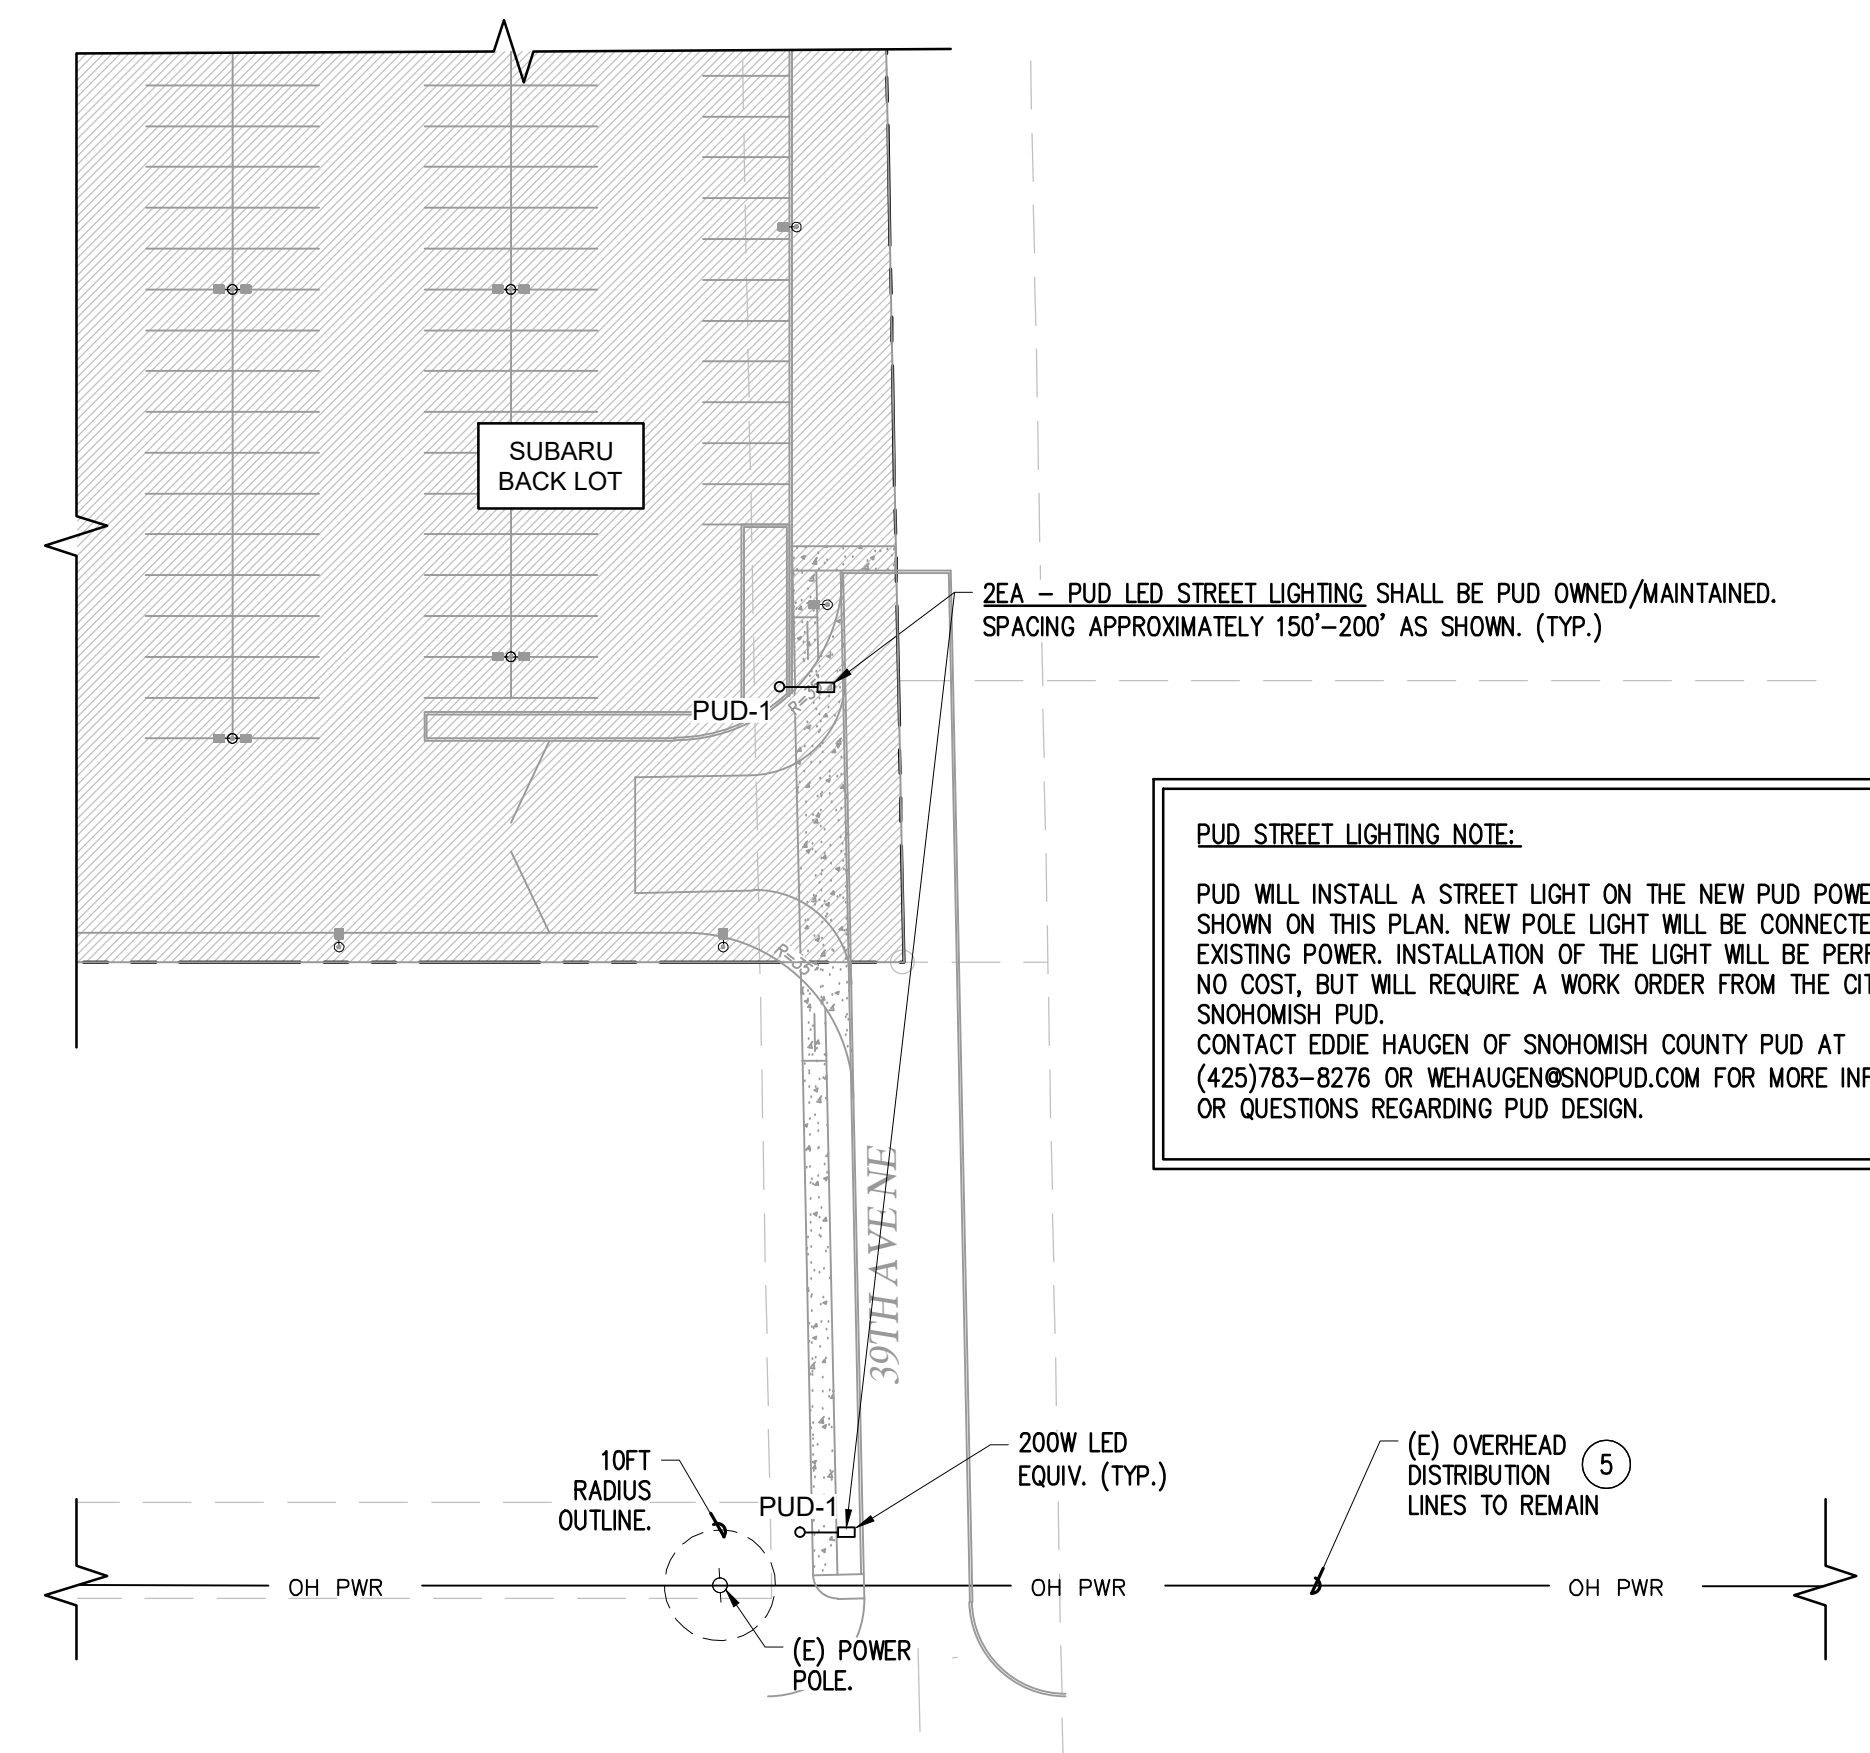 SUBARU
BACK LOT
2EA – PUD LED STREET LIGHTING SHALL BE PUD OWNED/MAINTAINED.
SPACING APPROXIMATELY 150'–200' AS SHOWN. (TYP.)
PUD-1
R=35'
PUD STREET LIGHTING NOTE:
PUD WILL INSTALL A STREET LIGHT ON THE NEW PUD
SHOWN ON THIS PLAN. NEW POLE LIGHT WILL BE
EXISTING POWER. INSTALLATION OF THE LIGHT WILL BE
NO COST, BUT WILL REQUIRE A WORK ORDER FROM THE
SNOHOMISH PUD.
CONTACT EDDIE HAUGEN OF SNOHOMISH COUNTY PUD AT
(425)783–8276 OR WEHAUGEN@SNOPUD.COM FOR MORE
OR QUESTIONS REGARDING PUD DESIGN.
39TH AVE NE
10FT
RADIUS
OUTLINE.
PUD-1
200W LED
EQUIV. (TYP.)
(E) OVERHEAD
DISTRIBUTION
LINES TO REMAIN
5
OH PWR
OH PWR
OH PWR
(E) POWER
POLE.